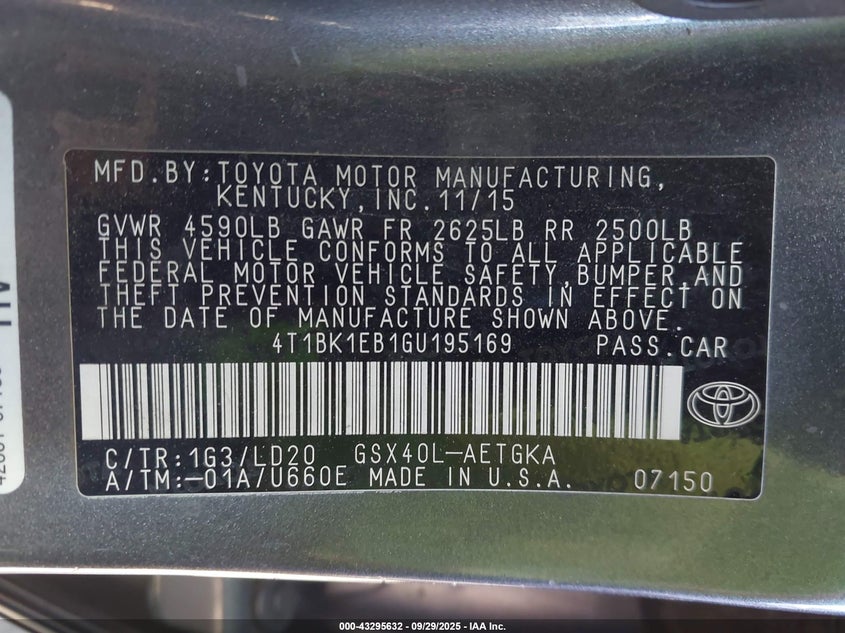 MFD.BY:TOYOTA MOTOR MANUFACTURING,
KENTUCKY,INC.11/15
GVWR 4590LB GAWR FR 2625LB RR 2500LB
THIS VEHICLE CONFORMS TO ALL APPLICABLE
FEDERAL MOTOR VEHICLE SAFETY,BUMPER,AND
THEFT PREVENTION STANDARDS IN EFFECT ON
THE DATE OF MANUFACTURE SHOWN ABOVE.
4T1BK1EB1GU195169 PASS.CAR
C/TR:1G3/LD20 GSX40L-AETGKA
A/TM:-01A/U660E MADE IN U.S.A. 07150
000-43295632 - 09/29/2025 - IAA Inc.